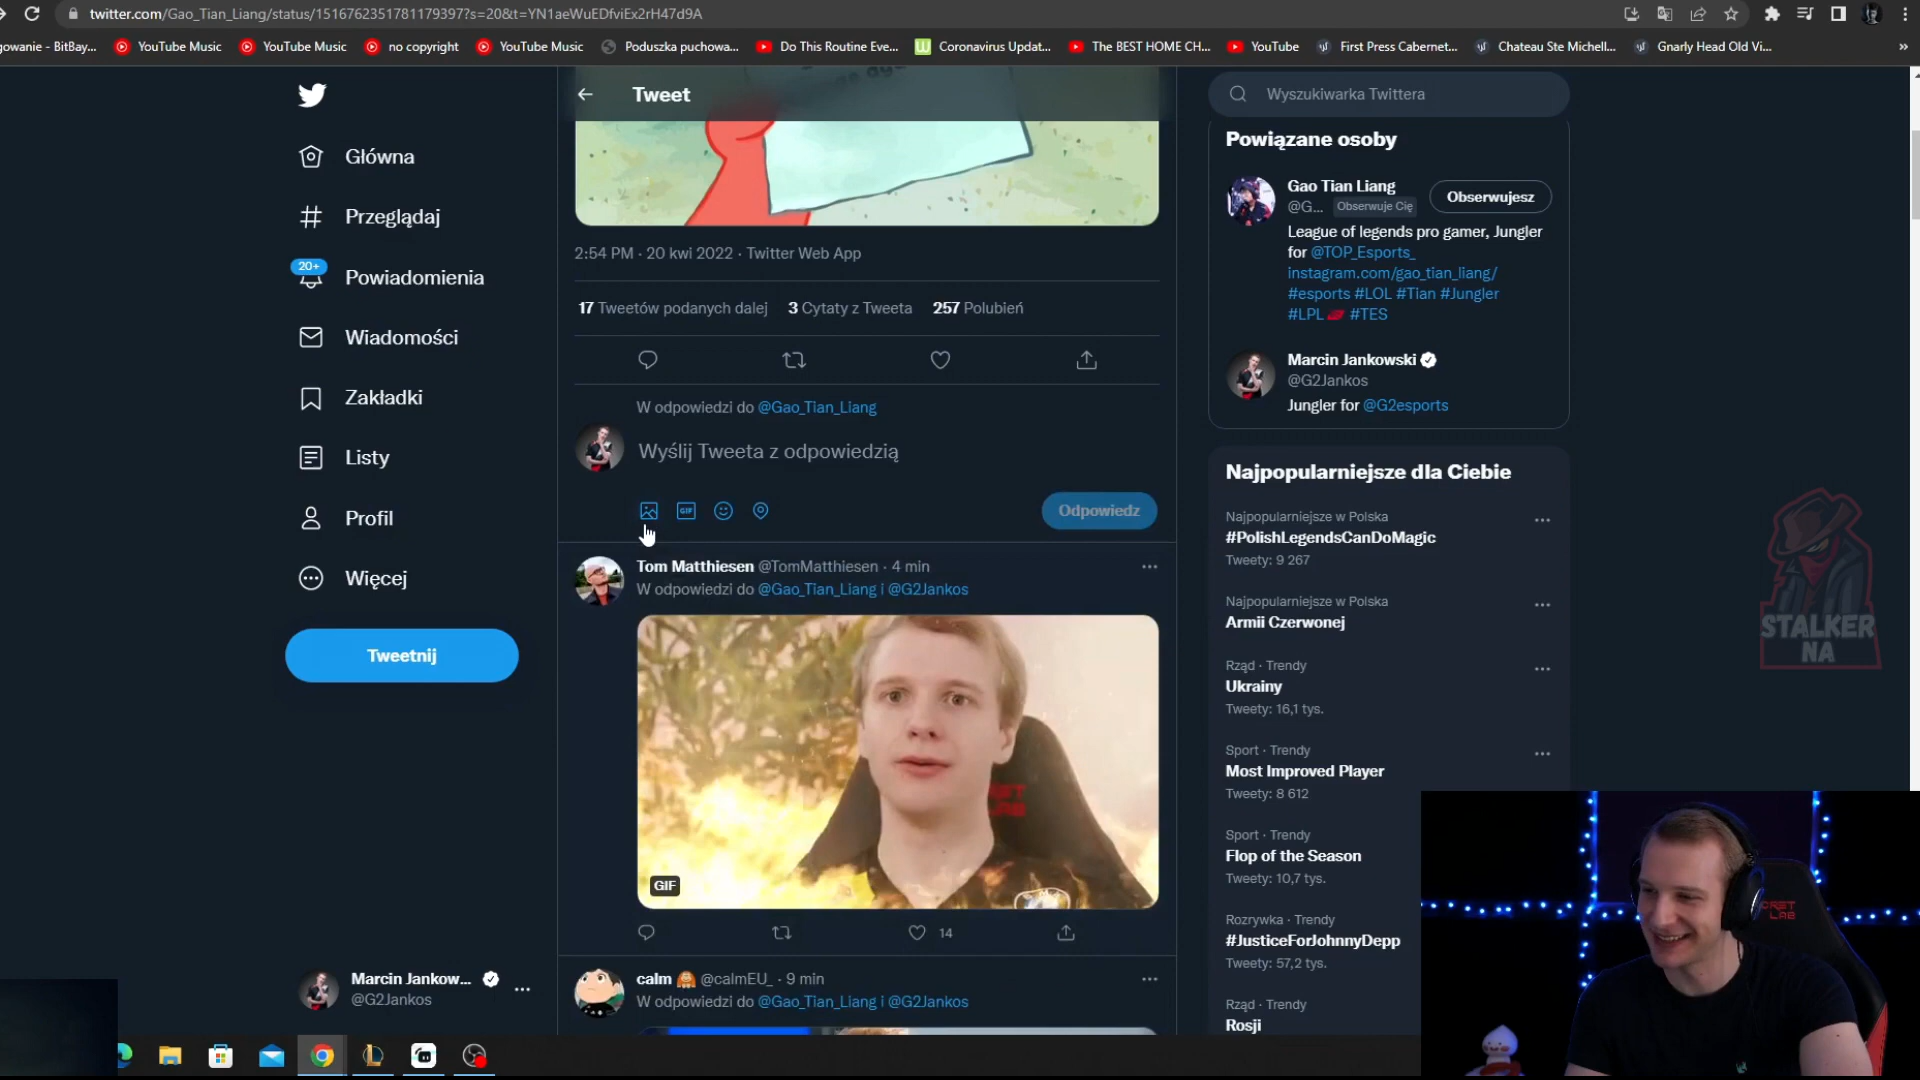 twitter.com/Gao_Tian_Liang/status/1516762351781179397?s=20&t=YN1aeWuEDfviEx2rH47d9A
gowanie - BitBay...
YouTube Music
YouTube Music
no copyright
YouTube Music
Poduszka puchowa...
Do This Routine Eve...
Coronavirus Updat...
The BEST HOME CH...
YouTube
First Press Cabernet...
Chateau Ste Michell...
Gnarly Head Old Vi...
»
Główna
Przeglądaj
20+
Powiadomienia
Wiadomości
Zakładki
Listy
Profil
Więcej
Tweetnij
Marcin Jankow...
@G2Jankos
Tweet
2:54 PM · 20 kwi 2022 · Twitter Web App
17 Tweetów podanych dalej 3 Cytaty z Tweeta 257 Polubień
W odpowiedzi do @Gao_Tian_Liang
Wyślij Tweeta z odpowiedzią
GIF
Odpowiedz
Tom Matthiesen @TomMatthiesen · 4 min
W odpowiedzi do @Gao_Tian_Liang i @G2Jankos
GIF
14
calm @calmEU_ · 9 min
W odpowiedzi do @Gao_Tian_Liang i @G2Jankos
Wyszukiwarka Twittera
Powiązane osoby
Gao Tian Liang
@G... Obserwuje Cię
Obserwujesz
League of legends pro gamer, Jungler
for @TOP_Esports_
instagram.com/gao_tian_liang/
#esports #LOL #Tian #Jungler
#LPL #TES
Marcin Jankowski
@G2Jankos
Jungler for @G2esports
Najpopularniejsze dla Ciebie
Najpopularniejsze w Polska
#PolishLegendsCanDoMagic
Tweety: 9 267
Najpopularniejsze w Polska
Armii Czerwonej
Rząd · Trendy
Ukrainy
Tweety: 16,1 tys.
Sport · Trendy
Most Improved Player
Tweety: 8 612
Sport · Trendy
Flop of the Season
Tweety: 10,7 tys.
Rozrywka · Trendy
#JusticeForJohnnyDepp
Tweety: 57,2 tys.
Rząd · Trendy
Rosji
STALKER
NA